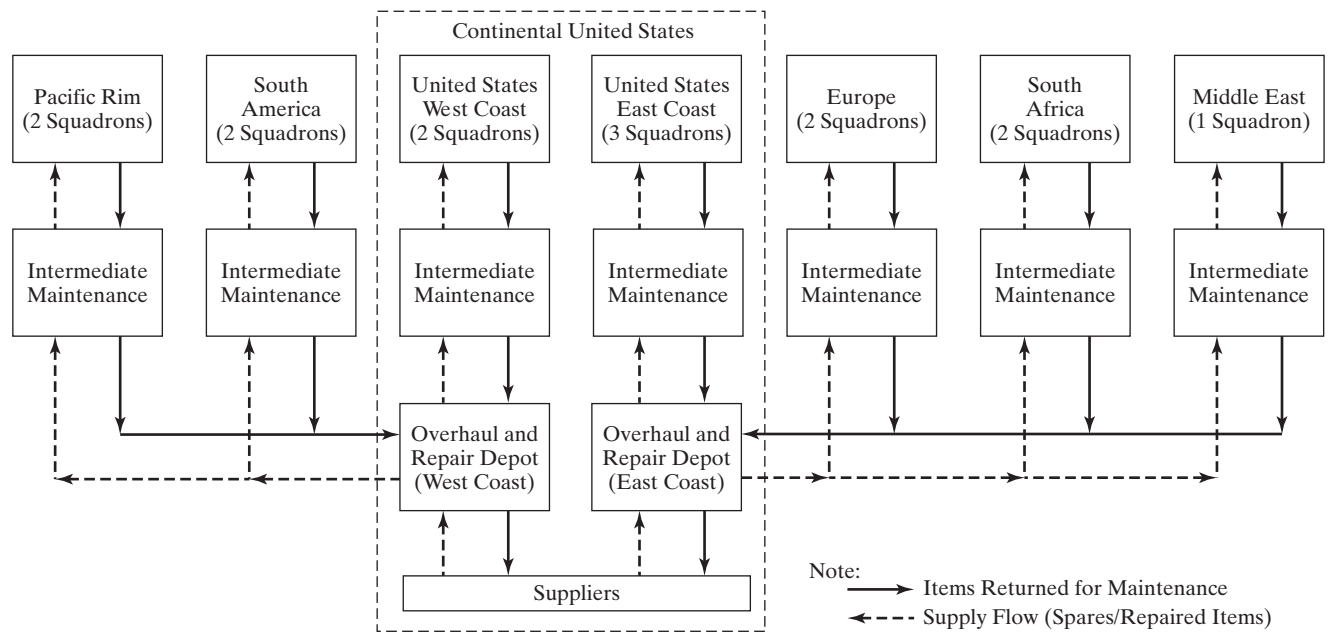 Continental United States
Pacific Rim
(2 Squadrons)
South
America
(2 Squadrons)
United States
West Coast
(2 Squadrons)
United States
East Coast
(3 Squadrons)
Europe
(2 Squadrons)
South
Africa
(2 Squadrons)
Middle East
(1 Squadron)
Intermediate
Maintenance
Intermediate
Maintenance
Intermediate
Maintenance
Intermediate
Maintenance
Intermediate
Maintenance
Intermediate
Maintenance
Intermediate
Maintenance
Overhaul and
Repair Depot
(West Coast)
Overhaul and
Repair Depot
(East Coast)
Suppliers
Note:
Items Returned for Maintenance
Supply Flow (Spares/Repaired Items)